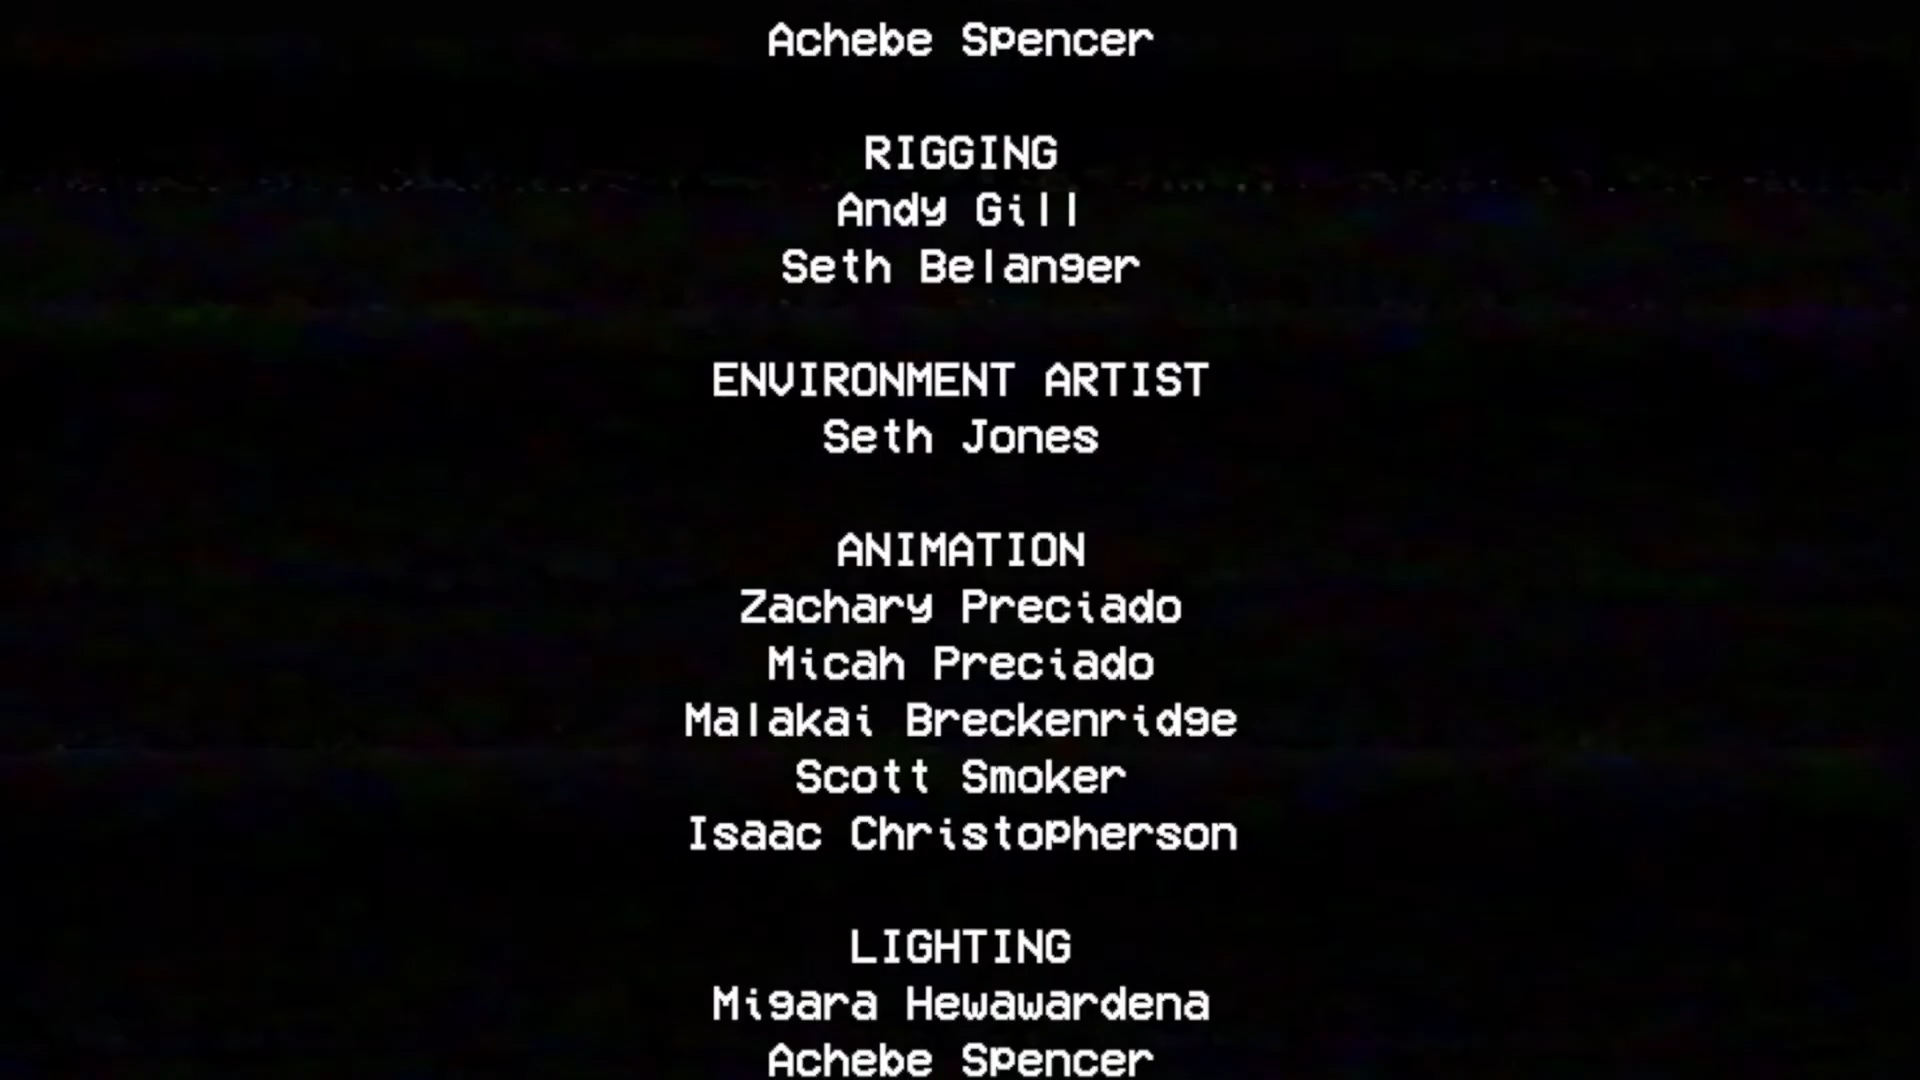 Achebe Spencer
RIGGING
Andy Gill
Seth Belanger
ENVIRONMENT ARTIST
Seth Jones
ANIMATION
Zachary Preciado
Micah Preciado
Malakai Breckenridge
Scott Smoker
Isaac Christopherson
LIGHTING
Migara Hewawardena
Achebe Spencer